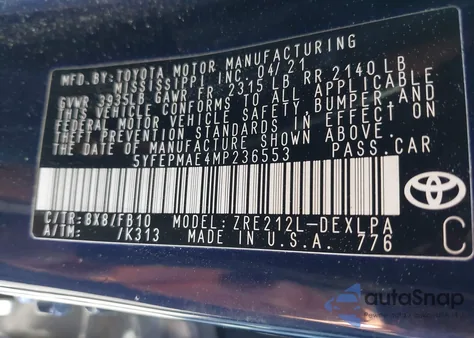 MFD.BY: TOYOTA MOTOR MANUFACTURING
MISSISSIPPI, INC. 04/21
GVWR 3935LB GAWR FR 2315 LB RR 2140 LB
THIS VEHICLE CONFORMS TO ALL APPLICABLE
FEDERAL MOTOR VEHICLE SAFETY, BUMPER, AND
THEFT PREVENTION STANDARDS IN EFFECT ON
THE DATE OF MANUFACTURE SHOWN ABOVE.
5YFEPMAE4MP236553 PASS.CAR
C/TR: 8X8/FB10 MODEL: ZRE212L-DEXLPA
A/TM: /K313 MADE IN U.S.A. 776
C
autoSnap